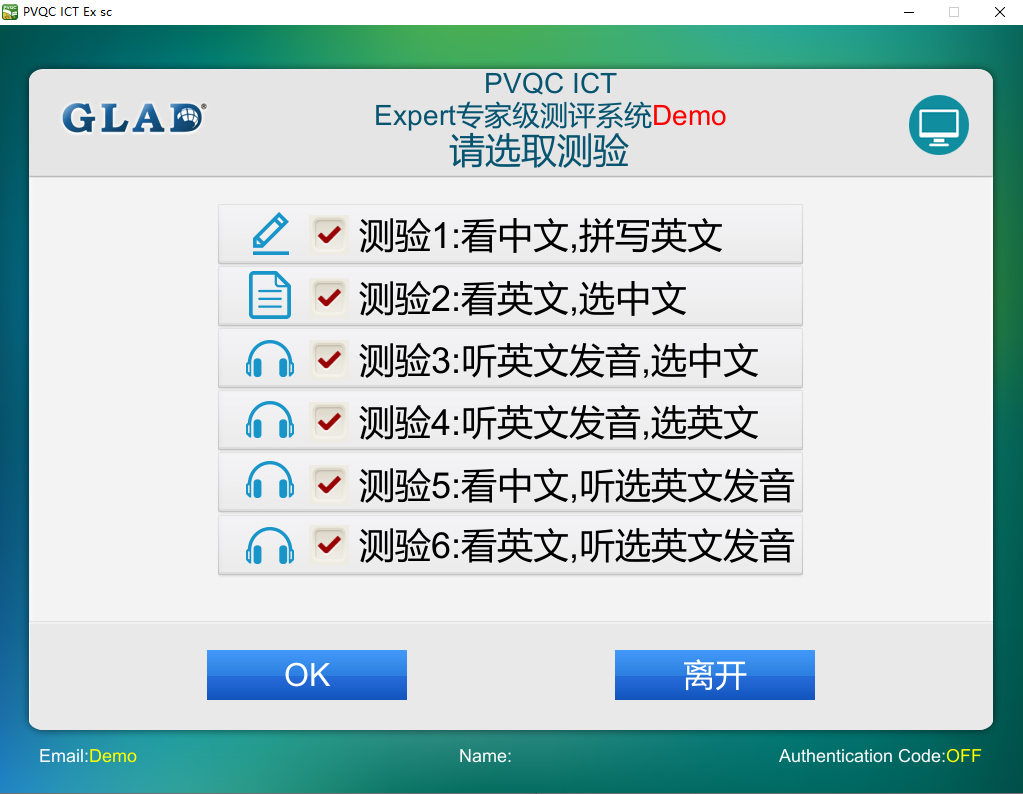 PVQC ICT Ex sc
GLAD®
PVQC ICT
Expert专家级测评系统Demo
请选取测验
测验1:看中文,拼写英文
测验2:看英文,选中文
测验3:听英文发音,选中文
测验4:听英文发音,选英文
测验5:看中文,听选英文发音
测验6:看英文,听选英文发音
OK
离开
Email:Demo
Name:
Authentication Code:OFF